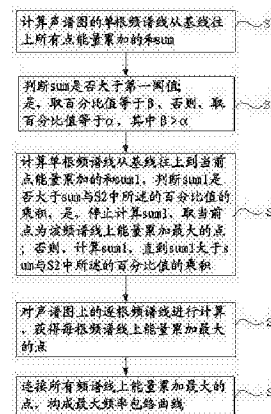 计算声谱图的单根频谱线从基线往
上所有点能量累加的和sum
判断sum是否大于第一阀值;
是，取百分比值等于β，否则、取
百分比值等于α，其中β>α
计算单根频谱线从基线往上到当前
点能量累加的和sum1，判断sum1是
否大于sum与S2中所述的百分比值的
乘积，是，停止计算sum1，取当前
点为该频谱线上能量累加最大的点
；否则、计算sum1，直到sum1大于s
um与S2中所述的百分比值的乘积
对声谱图上的逐根频谱线进行计算
、获得每根频谱线上能量累加最大
的点
连接所有频谱线上能量累加最大的
点，构成最大频率包络曲线